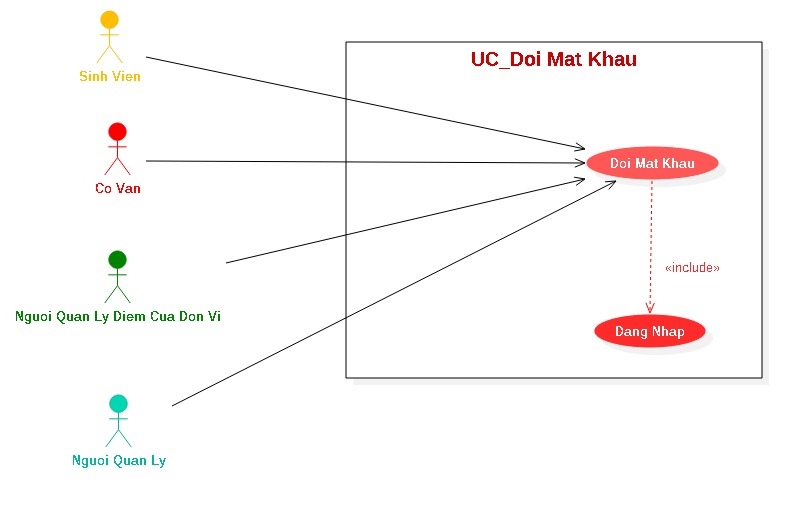 UC_Doi Mat Khau
Sinh Vien
Doi Mat Khau
Co Van
«include»
Nguoi Quan Ly Diem Cua Don Vi
Dang Nhap
Nguoi Quan Ly